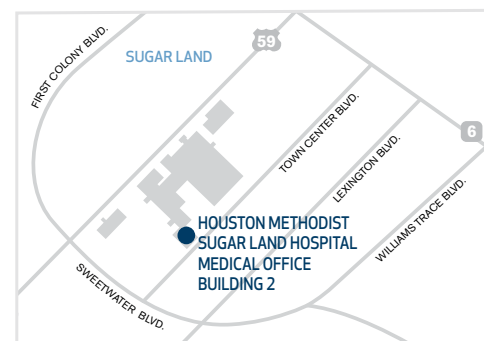 FIRST COLONY BLVD.
SUGAR LAND
59
TOWN CENTER BLVD.
6
LEXINGTON BLVD.
WILLIAMS TRACE BLVD.
HOUSTON METHODIST
SUGAR LAND HOSPITAL
MEDICAL OFFICE
BUILDING 2
SWEETWATER BLVD.